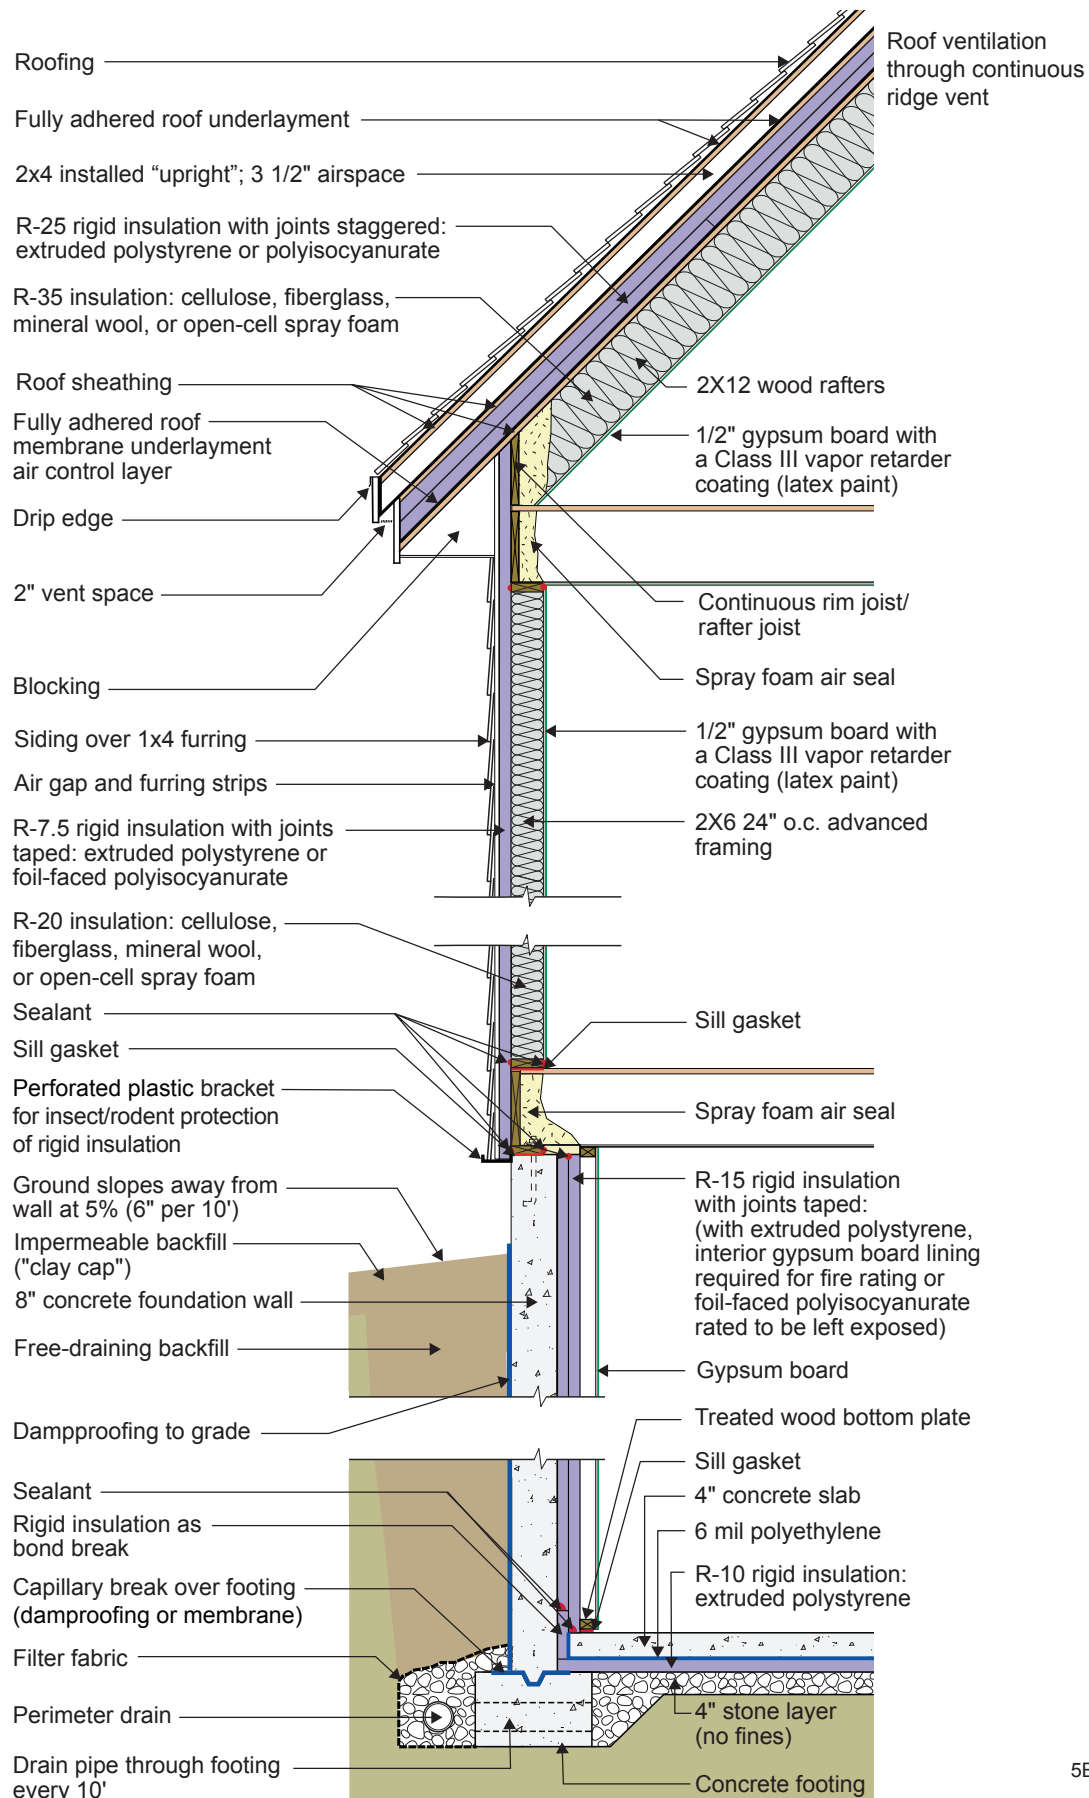 Roofing
Fully adhered roof underlayment
2x4 installed “upright”; 3 1/2" airspace
R-25 rigid insulation with joints staggered:
extruded polystyrene or polyisocyanurate
R-35 insulation: cellulose, fiberglass,
mineral wool, or open-cell spray foam
Roof sheathing
Fully adhered roof
membrane underlayment
air control layer
Drip edge
2" vent space
Blocking
Siding over 1x4 furring
Air gap and furring strips
R-7.5 rigid insulation with joints
taped: extruded polystyrene or
foil-faced polyisocyanurate
R-20 insulation: cellulose,
fiberglass, mineral wool,
or open-cell spray foam
Sealant
Sill gasket
Perforated plastic bracket
for insect/rodent protection
of rigid insulation
Ground slopes away from
wall at 5% (6" per 10')
Impermeable backfill
("clay cap")
8" concrete foundation wall
Free-draining backfill
Dampproofing to grade
Sealant
Rigid insulation as
bond break
Capillary break over footing
(damproofing or membrane)
Filter fabric
Perimeter drain
Drain pipe through footing
every 10'
Roof ventilation
through continuous
ridge vent
2X12 wood rafters
1/2" gypsum board with
a Class III vapor retarder
coating (latex paint)
Continuous rim joist/
rafter joist
Spray foam air seal
1/2" gypsum board with
a Class III vapor retarder
coating (latex paint)
2X6 24" o.c. advanced
framing
Sill gasket
Spray foam air seal
R-15 rigid insulation
with joints taped:
(with extruded polystyrene,
interior gypsum board lining
required for fire rating or
foil-faced polyisocyanurate
rated to be left exposed)
Gypsum board
Treated wood bottom plate
Sill gasket
4" concrete slab
6 mil polyethylene
R-10 rigid insulation:
extruded polystyrene
4" stone layer
(no fines)
Concrete footing